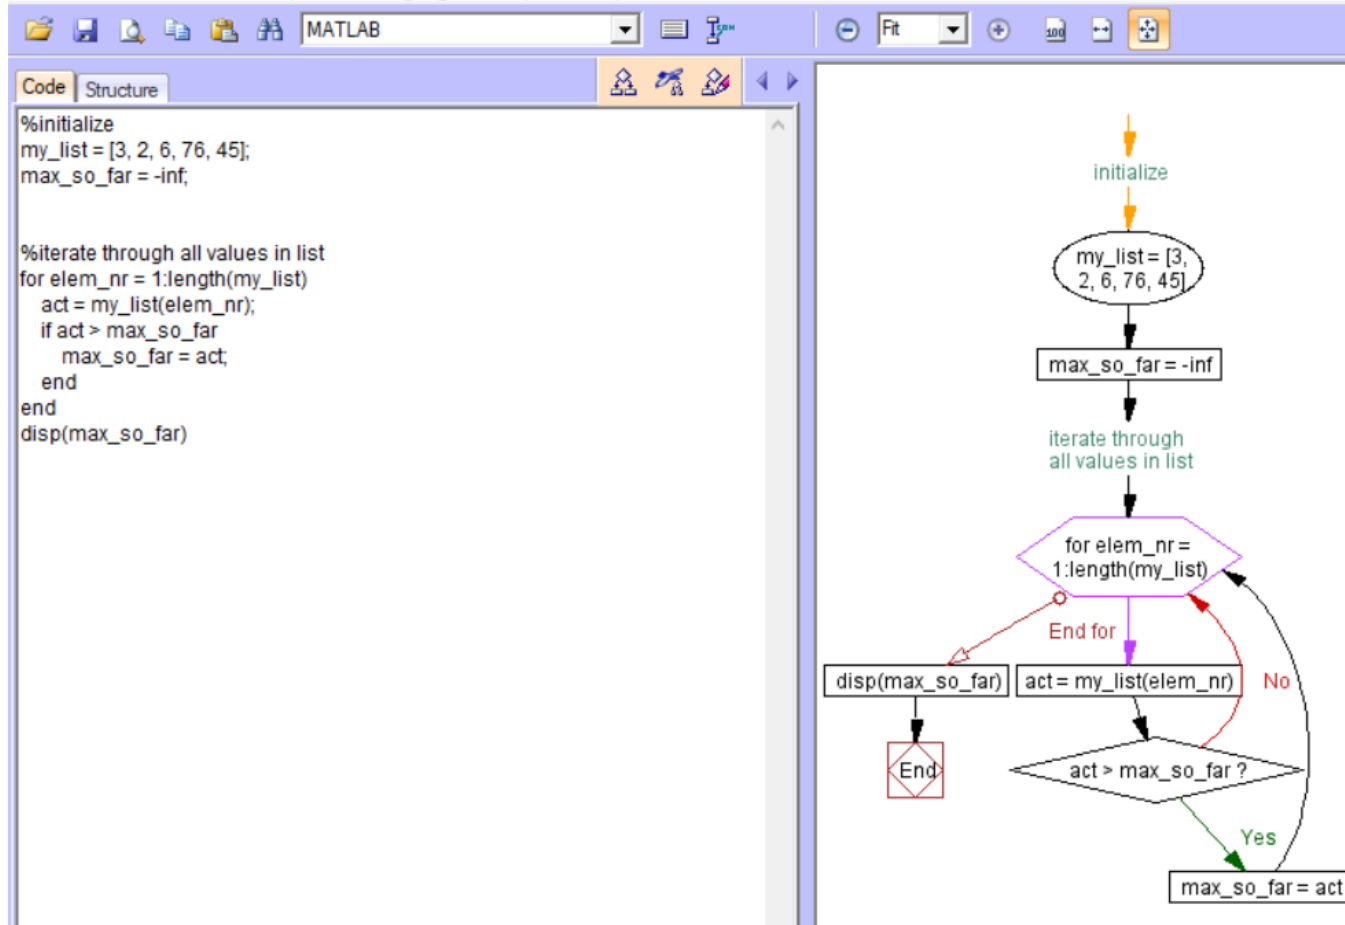 MATLAB
Fit
100
Code
Structure
%initialize
my_list = [3, 2, 6, 76, 45];
max_so_far = -inf;
%iterate through all values in list
for elem_nr = 1:length(my_list)
act = my_list(elem_nr);
if act > max_so_far
max_so_far = act;
end
end
disp(max_so_far)
initialize
my_list = [3,
2, 6, 76, 45]
max_so_far = -inf
iterate through
all values in list
for elem_nr =
1:length(my_list)
End for
disp(max_so_far)
act = my_list(elem_nr)
No
End
act > max_so_far ?
Yes
max_so_far = act